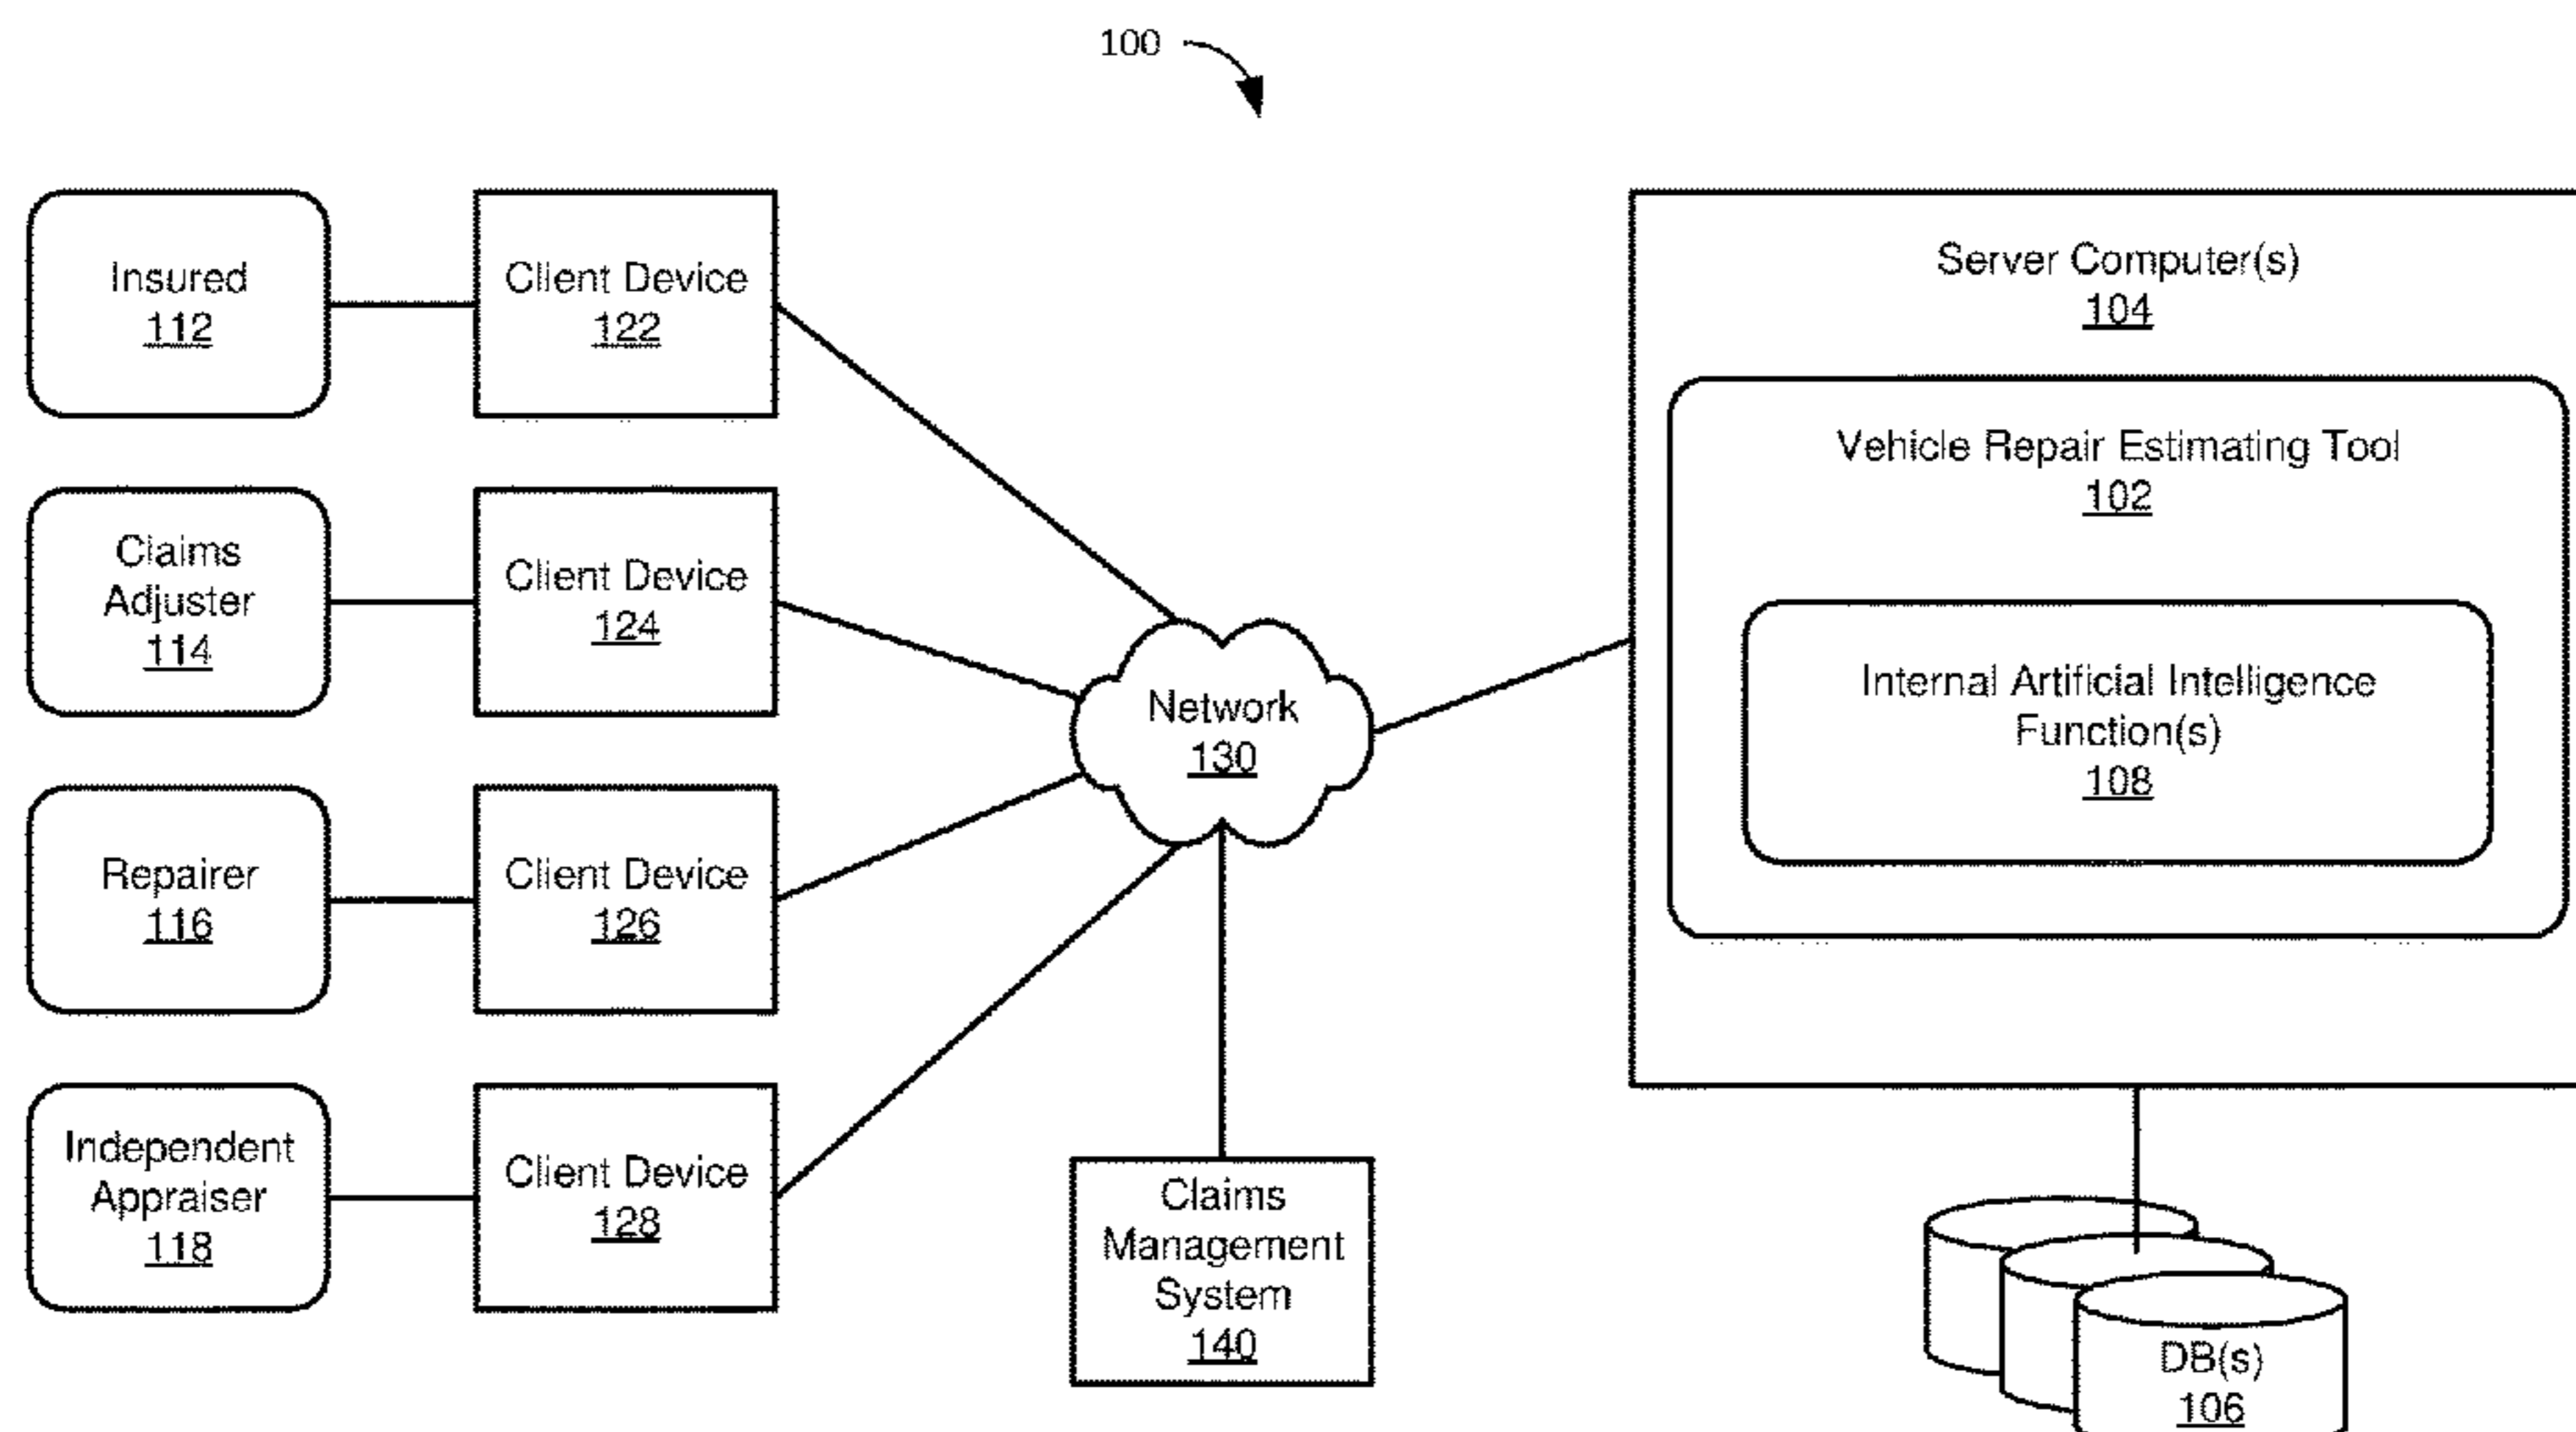 100
Insured
112
Client Device
122
Claims
Adjuster
114
Client Device
124
Repairer
116
Client Device
126
Independent
Appraiser
118
Client Device
128
Network
130
Claims
Management
System
140
Server Computer(s)
104
Vehicle Repair Estimating Tool
102
Internal Artificial Intelligence
Function(s)
108
DB(s)
106